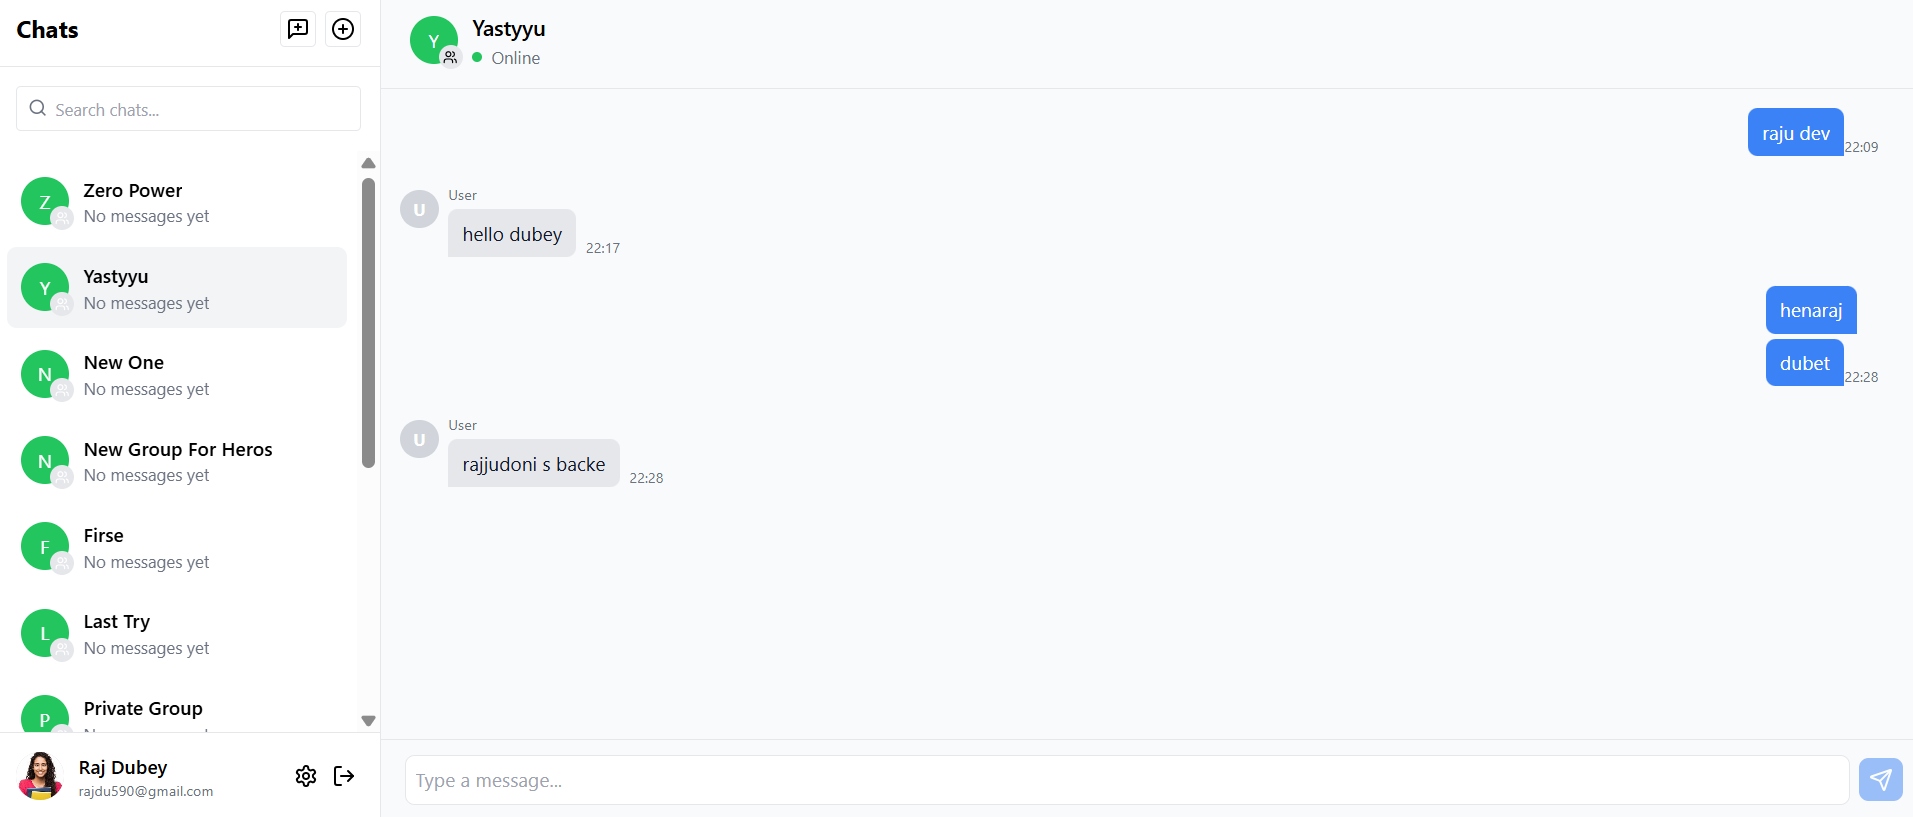 Chats
Search chats...
Z
Zero Power
No messages yet
Y
Yastyyu
No messages yet
N
New One
No messages yet
N
New Group For Heros
No messages yet
F
Firse
No messages yet
L
Last Try
No messages yet
P
Private Group
Raj Dubey
rajdu590@gmail.com
Y
Yastyyu
Online
raju dev
22:09
User
U
hello dubey
22:17
henaraj
dubet
22:28
User
U
rajjudoni s backe
22:28
Type a message...